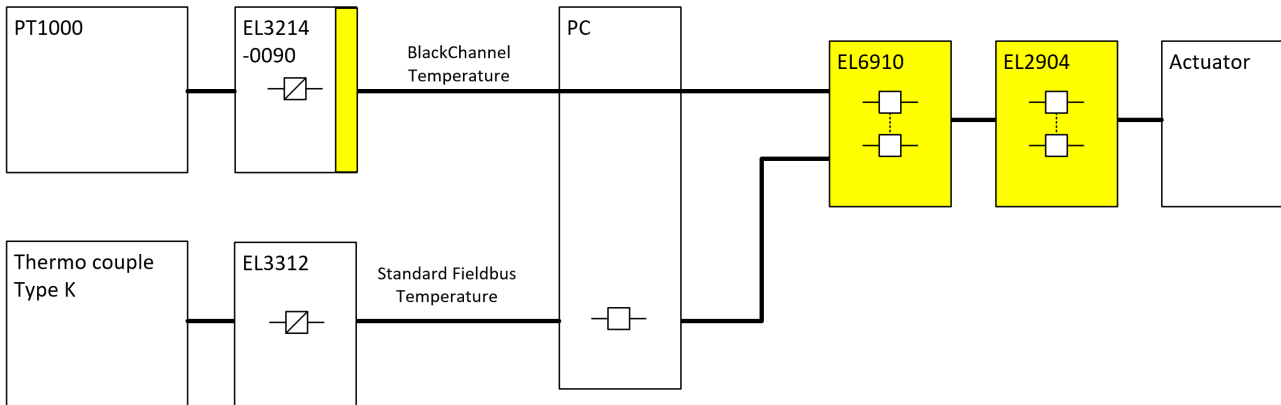 PT1000
EL3214
-0090
BlackChannel
Temperature
PC
EL6910
EL2904
Actuator
Thermo couple
Type K
EL3312
Standard Fieldbus
Temperature